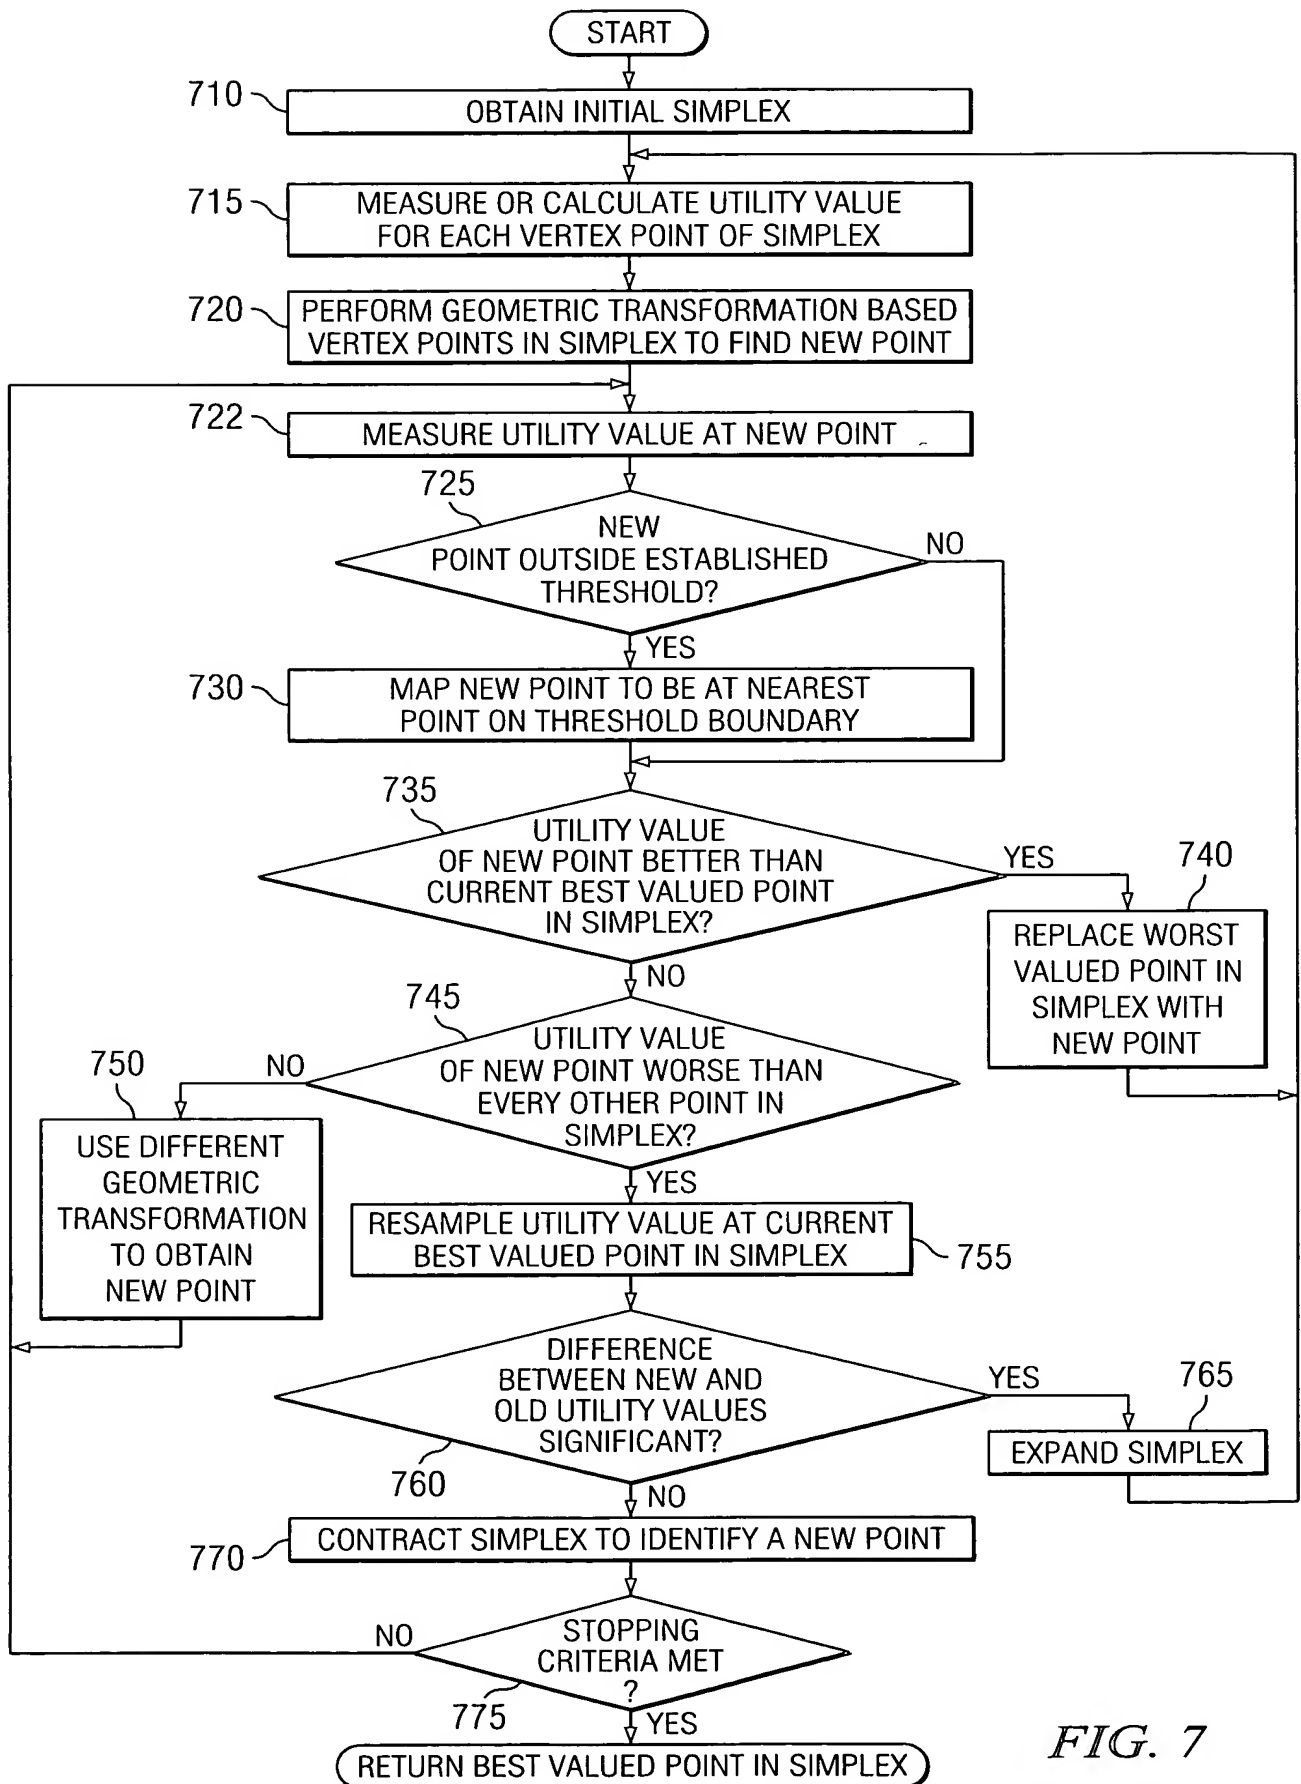 START
710
OBTAIN INITIAL SIMPLEX
715
MEASURE OR CALCULATE UTILITY VALUE
FOR EACH VERTEX POINT OF SIMPLEX
720
PERFORM GEOMETRIC TRANSFORMATION BASED
VERTEX POINTS IN SIMPLEX TO FIND NEW POINT
722
MEASURE UTILITY VALUE AT NEW POINT
725
NEW
POINT OUTSIDE ESTABLISHED
THRESHOLD?
NO
YES
730
MAP NEW POINT TO BE AT NEAREST
POINT ON THRESHOLD BOUNDARY
735
UTILITY VALUE
OF NEW POINT BETTER THAN
CURRENT BEST VALUED POINT
IN SIMPLEX?
YES
740
REPLACE WORST
VALUED POINT IN
SIMPLEX WITH
NEW POINT
NO
745
UTILITY VALUE
OF NEW POINT WORSE THAN
EVERY OTHER POINT IN
SIMPLEX?
NO
750
USE DIFFERENT
GEOMETRIC
TRANSFORMATION
TO OBTAIN
NEW POINT
YES
RESAMPLE UTILITY VALUE AT CURRENT
BEST VALUED POINT IN SIMPLEX
755
DIFFERENCE
BETWEEN NEW AND
OLD UTILITY VALUES
SIGNIFICANT?
760
YES
765
EXPAND SIMPLEX
NO
770
CONTRACT SIMPLEX TO IDENTIFY A NEW POINT
STOPPING
CRITERIA MET
?
NO
775
YES
RETURN BEST VALUED POINT IN SIMPLEX
FIG. 7